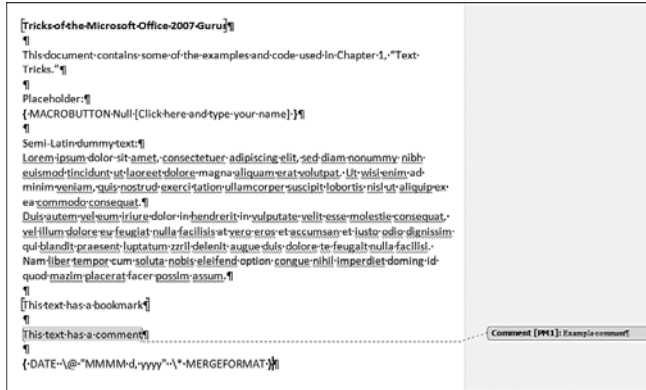 [Tricks·of·the·Microsoft·Office·2007·Gurus]¶
¶
This·document·contains·some·of·the·examples·and·code·used·in·Chapter·1,·"Text·
Tricks."¶
¶
Placeholder:¶
{·MACROBUTTON·Null·[Click·here·and·type·your·name]·}¶
¶
Semi-Latin·dummy·text:¶
Lorem·ipsum·dolor·sit·amet,·consectetuer·adipiscing·elit,·sed·diam·nonummy·nibh·
euismod·tincidunt·ut·laoreet·dolore·magna·aliquam·erat·volutpat.·Ut·wisi·enim·ad·
minim·veniam,·quis·nostrud·exerci·tation·ullamcorper·suscipit·lobortis·nisl·ut·aliquip·ex·
ea·commodo·consequat.¶
Duis·autem·vel·eum·iriure·dolor·in·hendrerit·in·vulputate·velit·esse·molestie·consequat,·
vel·illum·dolore·eu·feugiat·nulla·facilisis·at·vero·eros·et·accumsan·et·iusto·odio·dignissim·
qui·blandit·praesent·luptatum·zzril·delenit·augue·duis·dolore·te·feugait·nulla·facilisi.·
Nam·liber·tempor·cum·soluta·nobis·eleifend·option·congue·nihil·imperdiet·doming·id·
quod·mazim·placerat·facer·possim·assum.¶
¶
[This·text·has·a·bookmark]¶
¶
This·text·has·a·comment¶
Comment [PM1]: Example·comment¶
¶
{·DATE··\@·"MMMM·d,·yyyy"··\*·MERGEFORMAT·}¶